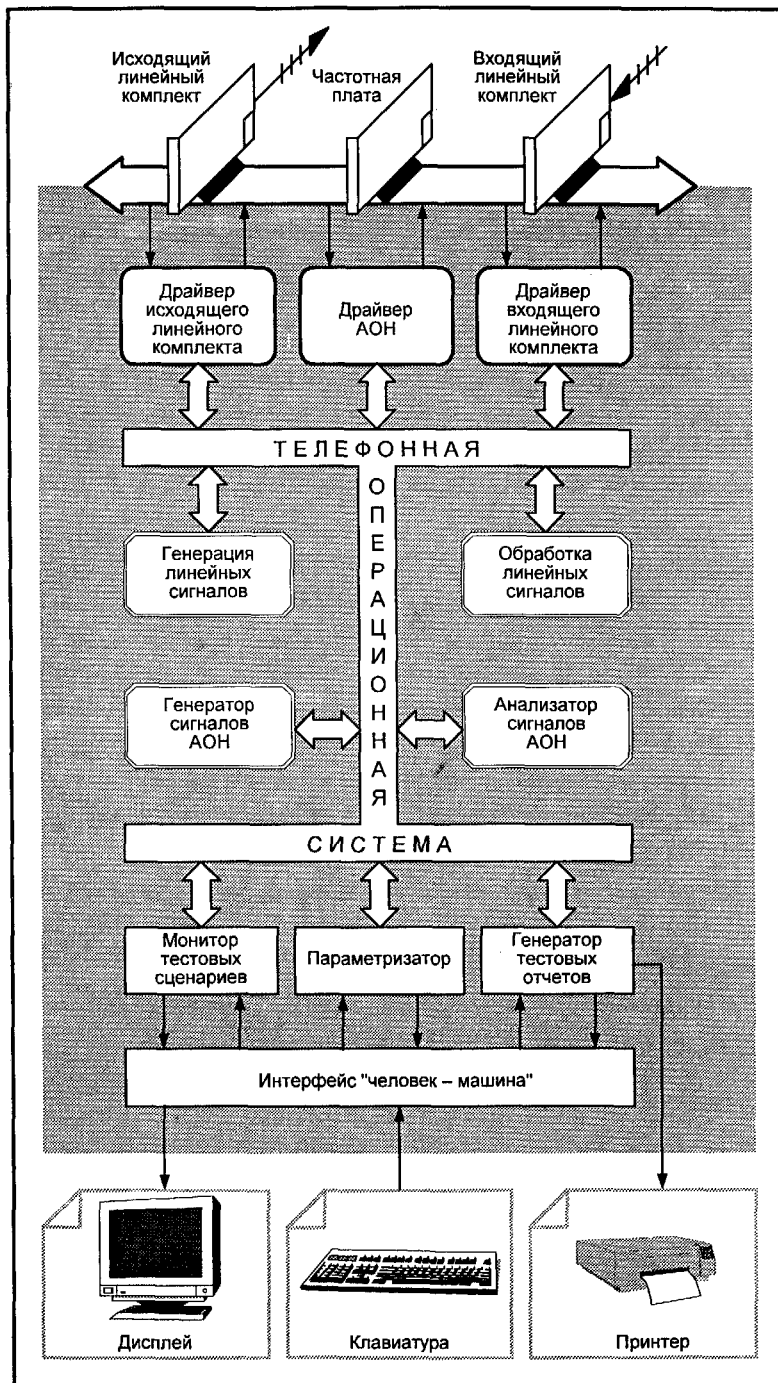 Исходящий
линейный
комплект
Частотная
плата
Входящий
линейный
комплект
Драйвер
исходящего
линейного
комплекта
Драйвер
АОН
Драйвер
входящего
линейного
комплекта
ТЕЛЕФОННАЯ
ОПЕРАЦИОННАЯ
Генерация
линейных
сигналов
Обработка
линейных
сигналов
Генератор
сигналов
АОН
Анализатор
сигналов
АОН
СИСТЕМА
Монитор
тестовых
сценариев
Параметризатор
Генератор
тестовых
отчетов
Интерфейс "человек – машина"
Дисплей
Клавиатура
Принтер